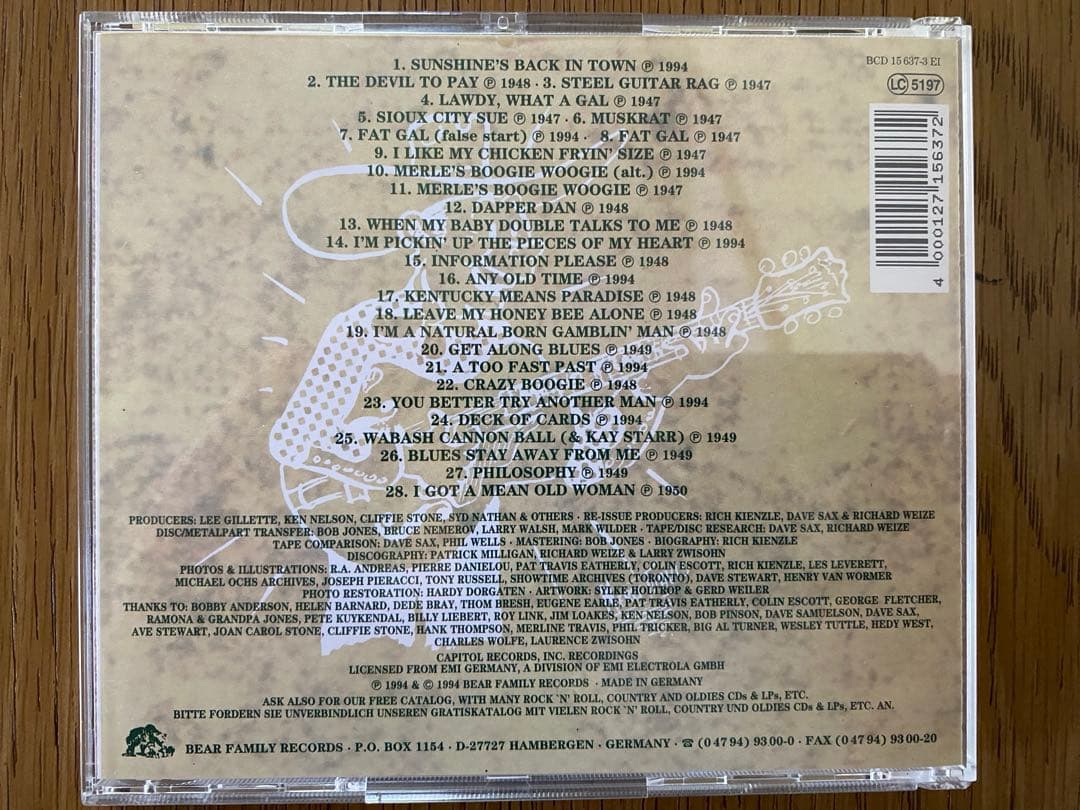 1. SUNSHINE'S BACK IN TOWN ℗ 1994
2. THE DEVIL TO PAY ℗ 1948 · 3. STEEL GUITAR RAG ℗ 1947
4. LAWDY, WHAT A GAL ℗ 1947
5. SIOUX CITY SUE ℗ 1947 · 6. MUSKRAT ℗ 1947
7. FAT GAL (false start) ℗ 1994 · 8. FAT GAL ℗ 1947
9. I LIKE MY CHICKEN FRYIN' SIZE ℗ 1947
10. MERLE'S BOOGIE WOOGIE (alt.) ℗ 1994
11. MERLE'S BOOGIE WOOGIE ℗ 1947
12. DAPPER DAN ℗ 1948
13. WHEN MY BABY DOUBLE TALKS TO ME ℗ 1948
14. I'M PICKIN' UP THE PIECES OF MY HEART ℗ 1994
15. INFORMATION PLEASE ℗ 1948
16. ANY OLD TIME ℗ 1994
17. KENTUCKY MEANS PARADISE ℗ 1948
18. LEAVE MY HONEY BEE ALONE ℗ 1948
19. I'M A NATURAL BORN GAMBLIN' MAN ℗ 1948
20. GET ALONG BLUES ℗ 1949
21. A TOO FAST PAST ℗ 1994
22. CRAZY BOOGIE ℗ 1948
23. YOU BETTER TRY ANOTHER MAN ℗ 1994
24. DECK OF CARDS ℗ 1994
25. WABASH CANNON BALL (& KAY STARR) ℗ 1949
26. BLUES STAY AWAY FROM ME ℗ 1949
27. PHILOSOPHY ℗ 1949
28. I GOT A MEAN OLD WOMAN ℗ 1950
BCD 15 637-3 EI
LC 5197
4 000127 156372
PRODUCERS: LEE GILLETTE, KEN NELSON, CLIFFIE STONE, SYD NATHAN & OTHERS · RE-ISSUE PRODUCERS: RICH KIENZLE, DAVE SAX & RICHARD WEIZE
DISC/METALPART TRANSFER: BOB JONES, BRUCE NEMEROV, LARRY WALSH, MARK WILDER · TAPE/DISC RESEARCH: DAVE SAX, RICHARD WEIZE
TAPE COMPARISON: DAVE SAX, PHIL WELLS · MASTERING: BOB JONES · BIOGRAPHY: RICH KIENZLE
DISCOGRAPHY: PATRICK MILLIGAN, RICHARD WEIZE & LARRY ZWISOHN
PHOTOS & ILLUSTRATIONS: R.A. ANDREAS, PIERRE DANIELOU, PAT TRAVIS EATHERLY, COLIN ESCOTT, RICH KIENZLE, LES LEVERETT,
MICHAEL OCHS ARCHIVES, JOSEPH PIERACCI, TONY RUSSELL, SHOWTIME ARCHIVES (TORONTO), DAVE STEWART, HENRY VAN WORMER
PHOTO RESTORATION: HARDY DORGATEN · ARTWORK: SYLKE HOLTROP & GERD WEILER
THANKS TO: BOBBY ANDERSON, HELEN BARNARD, DEDE BRAY, THOM BRESH, EUGENE EARLE, PAT TRAVIS EATHERLY, COLIN ESCOTT, GEORGE FLETCHER,
RAMONA & GRANDPA JONES, PETE KUYKENDAL, BILLY LIEBERT, ROY LINK, JIM LOAKES, KEN NELSON, BOB PINSON, DAVE SAMUELSON, DAVE SAX,
AVE STEWART, JOAN CAROL STONE, CLIFFIE STONE, HANK THOMPSON, MERLINE TRAVIS, PHIL TRICKER, BIG AL TURNER, WESLEY TUTTLE, HEDY WEST,
CHARLES WOLFE, LAURENCE ZWISOHN
CAPITOL RECORDS, INC. RECORDINGS
LICENSED FROM EMI GERMANY, A DIVISION OF EMI ELECTROLA GMBH
℗ 1994 & © 1994 BEAR FAMILY RECORDS · MADE IN GERMANY
ASK ALSO FOR OUR FREE CATALOG, WITH MANY ROCK 'N' ROLL, COUNTRY AND OLDIES CDs & LPs, ETC.
BITTE FORDERN SIE UNVERBINDLICH UNSEREN GRATISKATALOG MIT VIELEN ROCK 'N' ROLL, COUNTRY UND OLDIES CDs & LPs, ETC. AN.
BEAR FAMILY RECORDS · P.O. BOX 1154 · D-27727 HAMBERGEN · GERMANY · ☎ (0 47 94) 93 00-0 · FAX (0 47 94) 93 00-20